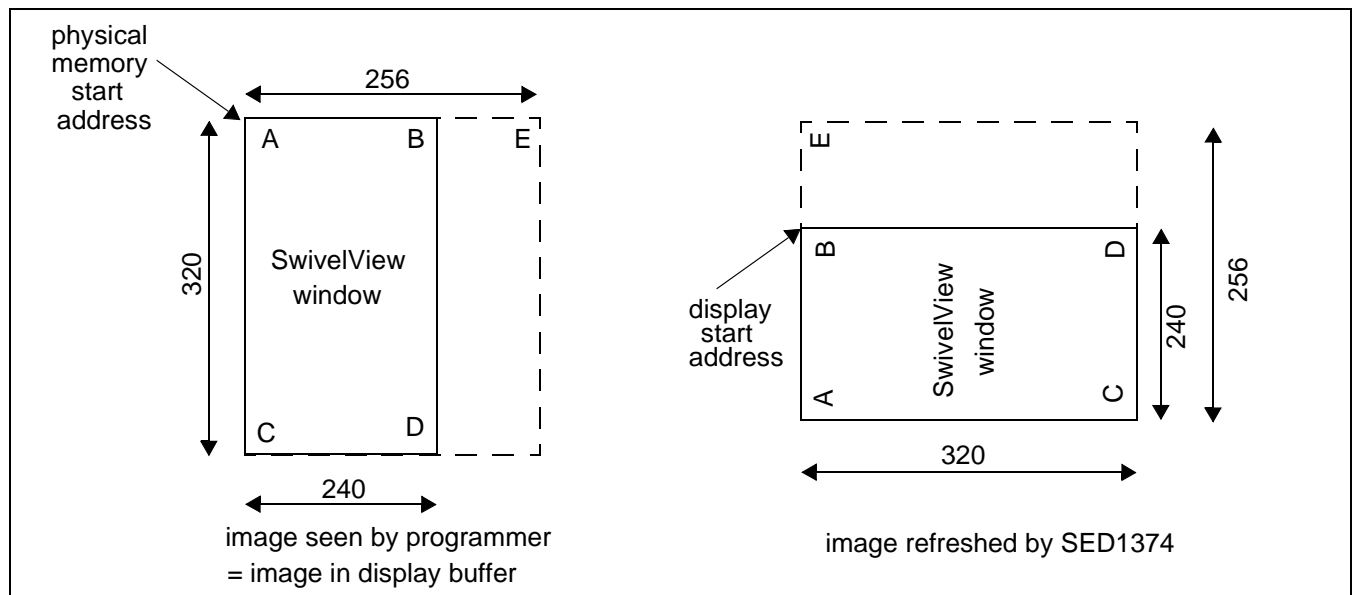 physical
memory
start
address
256
A
B
E
320
SwivelView
window
C
D
240
image seen by programmer
= image in display buffer
E
display
start
address
B
D
SwivelView
window
A
C
240
256
320
image refreshed by SED1374